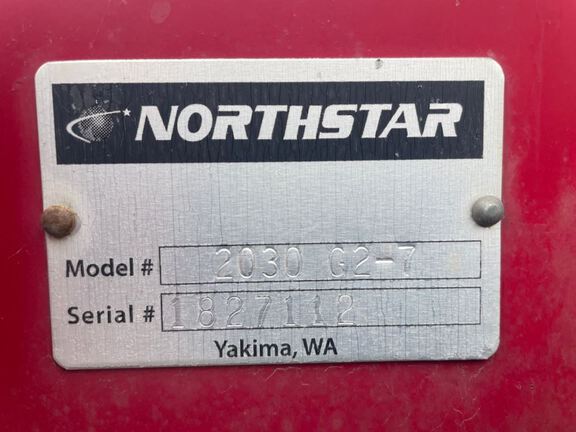 NORTHSTAR
Model # 2030 G2-7
Serial # 1827112
Yakima, WA